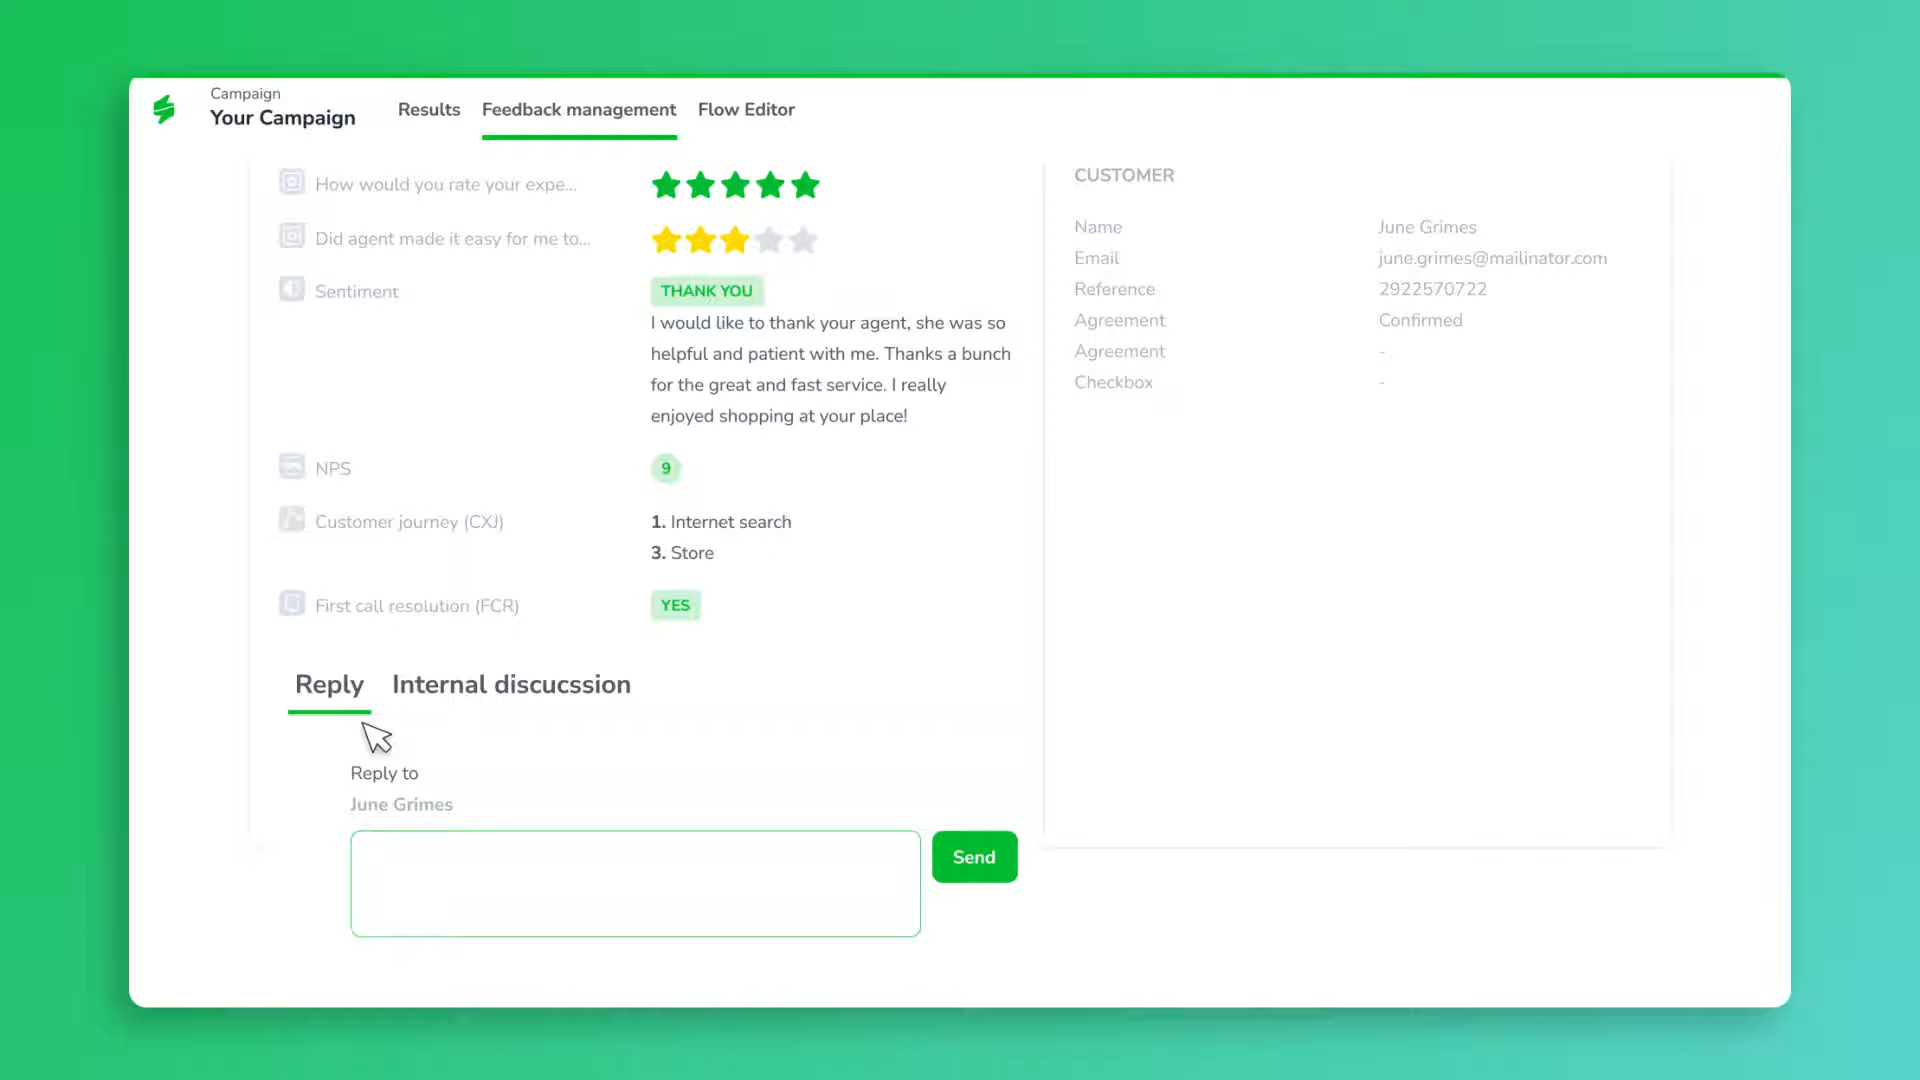 Campaign
Your Campaign
Results
Feedback management
Flow Editor
How would you rate your expe...
Did agent made it easy for me to...
Sentiment
THANK YOU
I would like to thank your agent, she was so
helpful and patient with me. Thanks a bunch
for the great and fast service. I really
enjoyed shopping at your place!
NPS
9
Customer journey (CXJ)
1. Internet search
3. Store
First call resolution (FCR)
YES
Reply
Internal discucssion
Reply to
June Grimes
Send
CUSTOMER
Name
June Grimes
Email
june.grimes@mailinator.com
Reference
2922570722
Agreement
Confirmed
Agreement
-
Checkbox
-